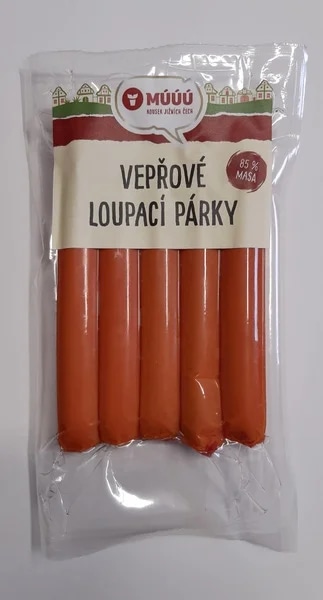 MÚÚÚ
KOUSEK JIŽNÍCH ČECH
VEPŘOVÉ
LOUPACÍ PÁRKY
85 %
MASA